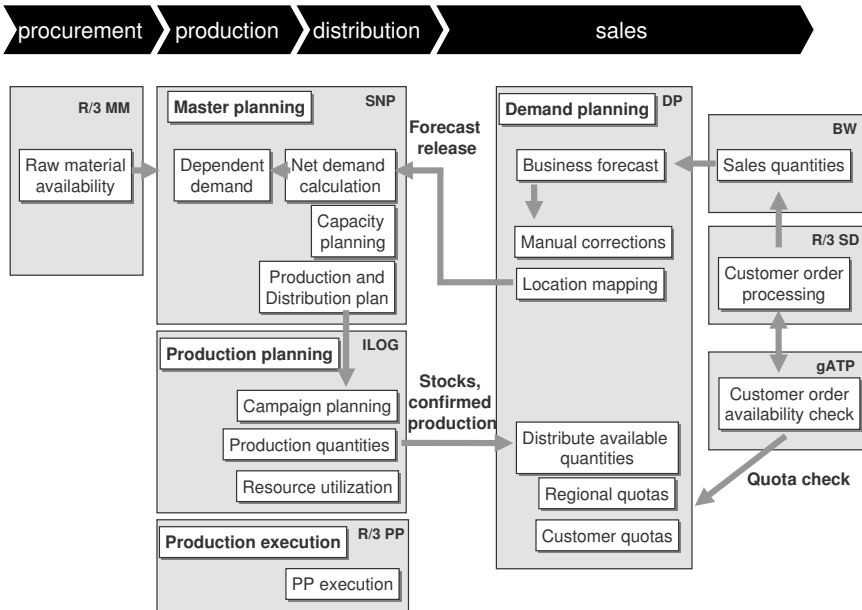 procurement
production
distribution
sales
R/3 MM
Raw material
availability
Master planning
SNP
Dependent
demand
Net demand
calculation
Capacity
planning
Production and
Distribution plan
Forecast
release
Demand planning
DP
Business forecast
Manual corrections
Location mapping
BW
Sales quantities
R/3 SD
Customer order
processing
gATP
Customer order
availability check
Quota check
Production planning
ILOG
Campaign planning
Production quantities
Resource utilization
Stocks,
confirmed
production
Distribute available
quantities
Regional quotas
Customer quotas
Production execution
R/3 PP
PP execution